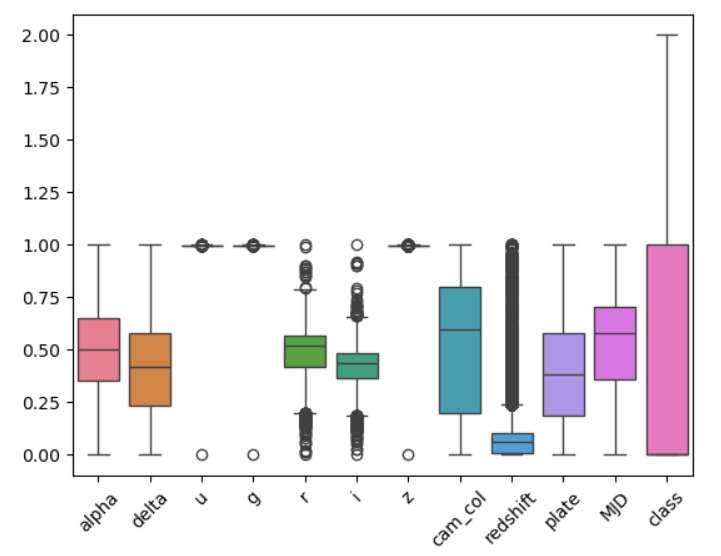 2.00
1.75
1.50
1.25
1.00
0.75
0.50
0.25
0.00
alpha
delta
u
g
r
i
z
cam_col
redshift
plate
MJD
class